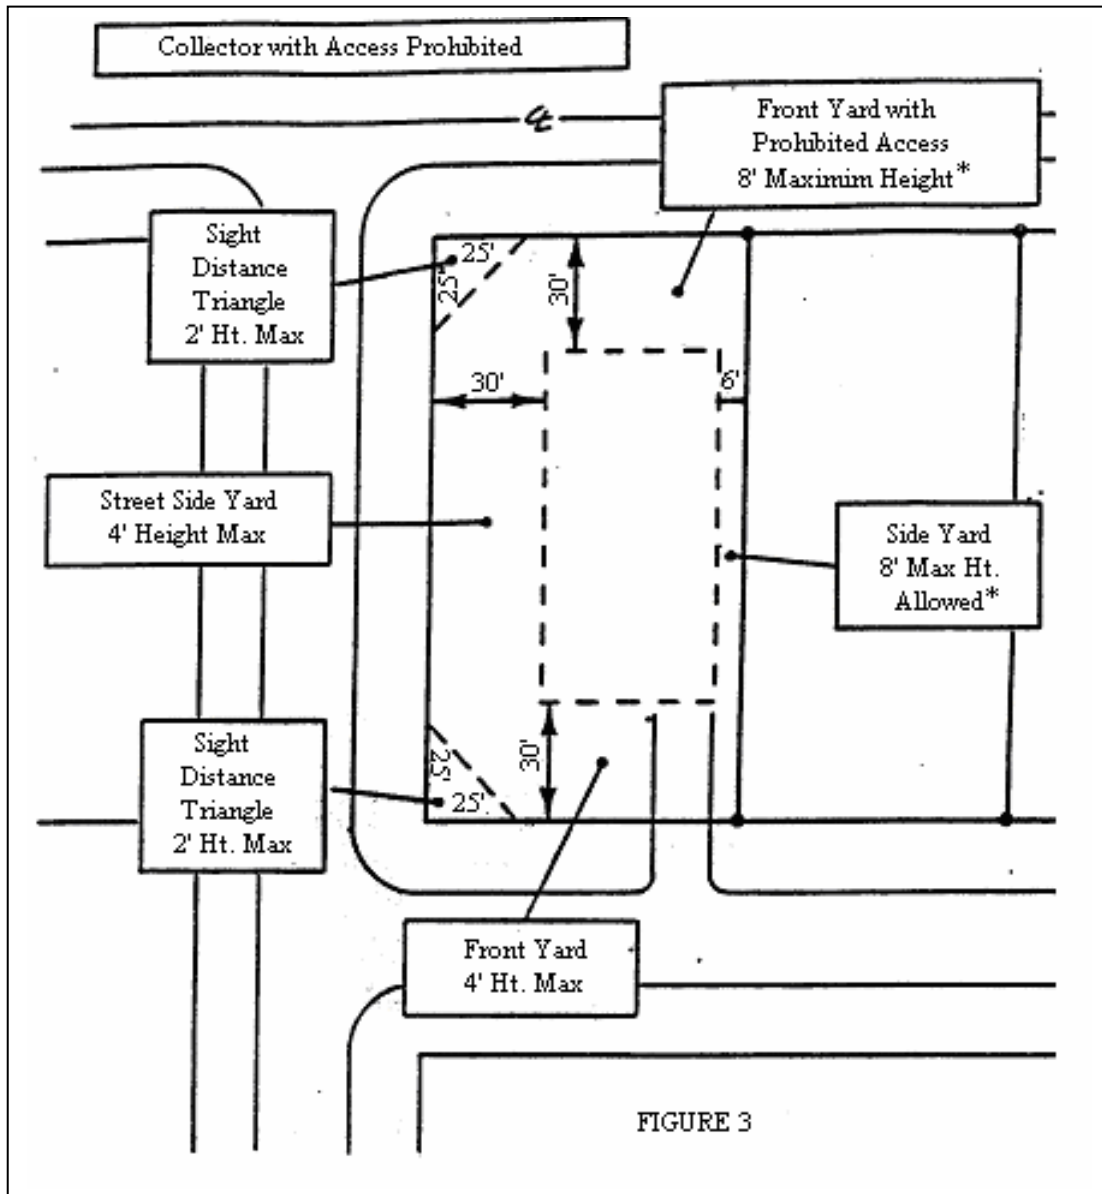 Collector with Access Prohibited
Front Yard with
Prohibited Access
8' Maximim Height*
Sight
Distance
Triangle
2' Ht. Max
25'
25'
30'
30'
6'
Street Side Yard
4' Height Max
Side Yard
8' Max Ht.
Allowed*
Sight
Distance
Triangle
2' Ht. Max
25'
25'
30'
Front Yard
4' Ht. Max
FIGURE 3